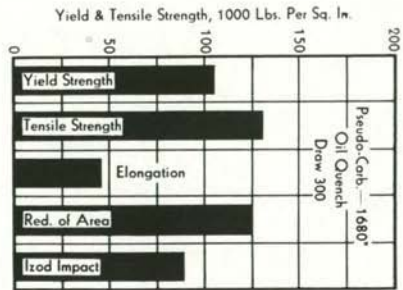 Yield & Tensile Strength, 1000 Lbs. Per Sq. In.
0
50
100
150
200
Yield Strength
Tensile Strength
Elongation
Red. of Area
Izod Impact
Pseudo-Carb.—1680°
Oil Quench
Draw 300